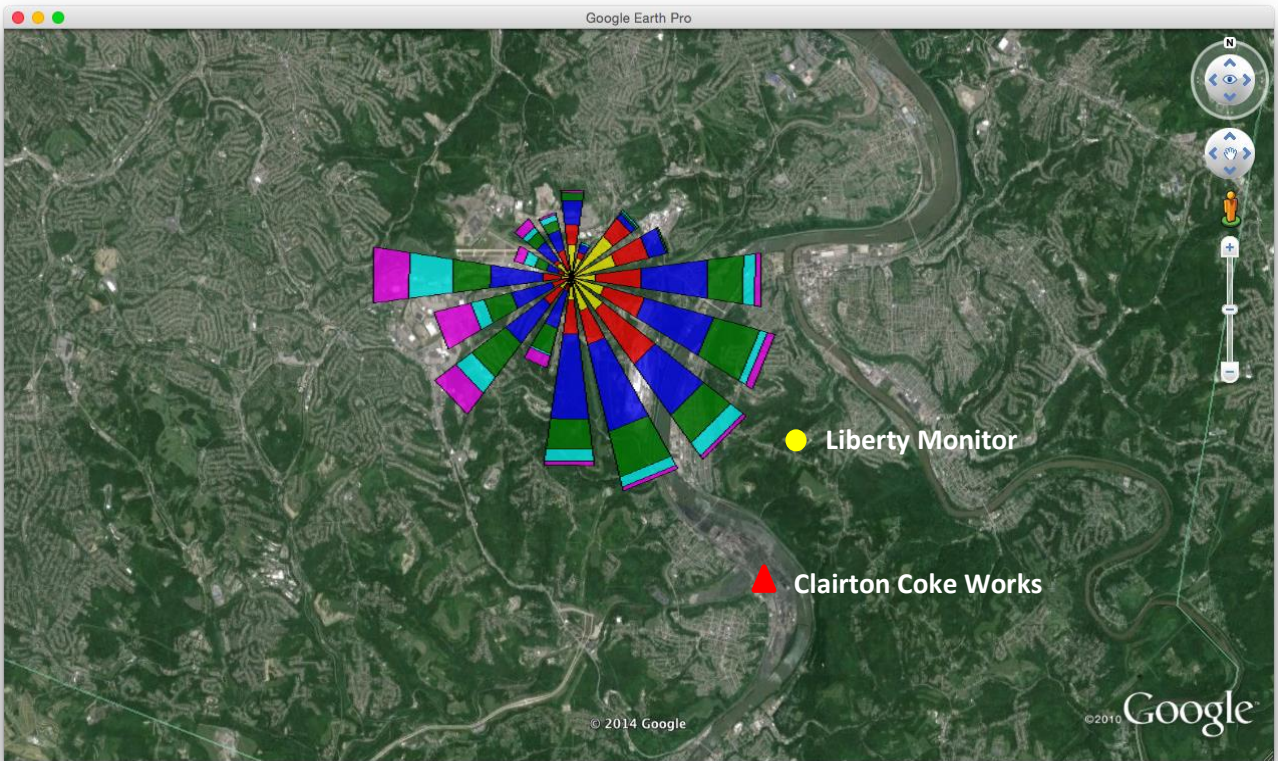 Google Earth Pro
N
Liberty Monitor
Clairton Coke Works
© 2014 Google
©2010 Google